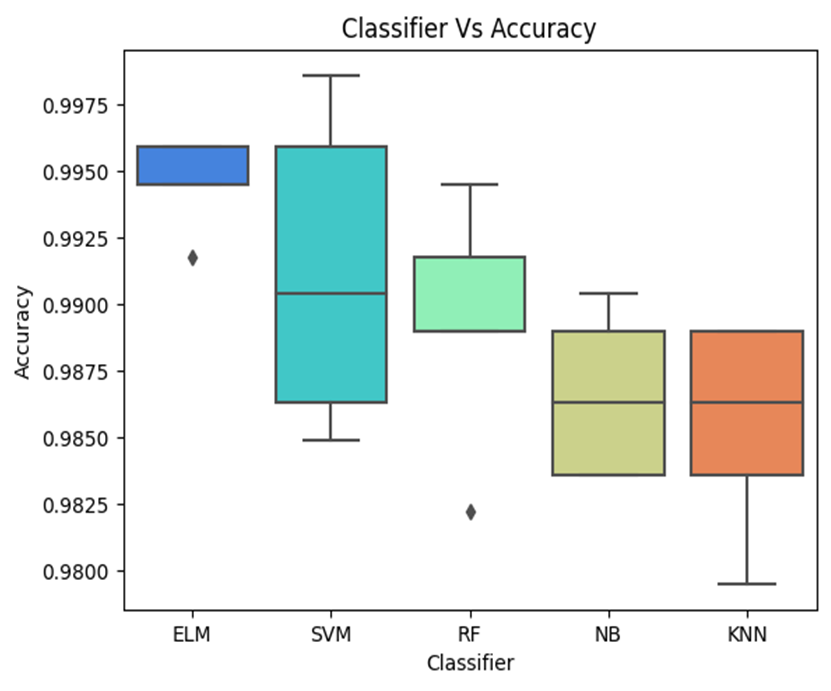 Classifier Vs Accuracy
0.9975
0.9950
0.9925
0.9900
0.9875
0.9850
0.9825
0.9800
Accuracy
ELM SVM RF NB KNN
Classifier